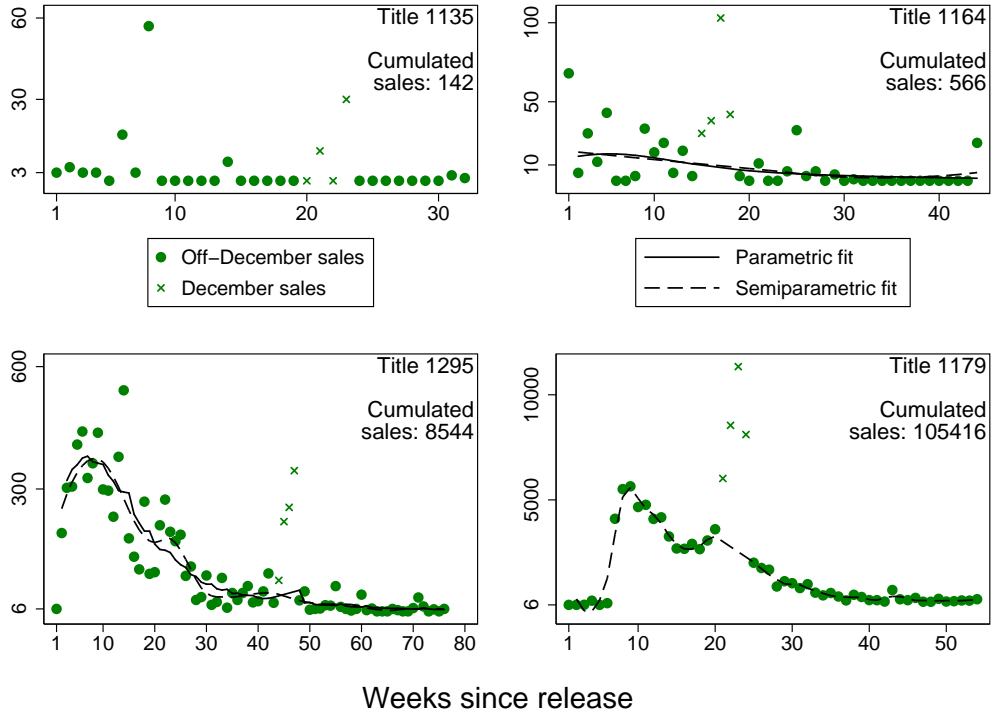 Title 1135
Cumulated
sales: 142
60
30
3
1
10
20
30
Title 1164
Cumulated
sales: 566
100
50
10
1
10
20
30
40
Off−December sales
December sales
Parametric fit
Semiparametric fit
Title 1295
Cumulated
sales: 8544
600
300
6
1
10
20
30
40
50
60
70
80
Title 1179
Cumulated
sales: 105416
10000
5000
6
1
10
20
30
40
50
Weeks since release